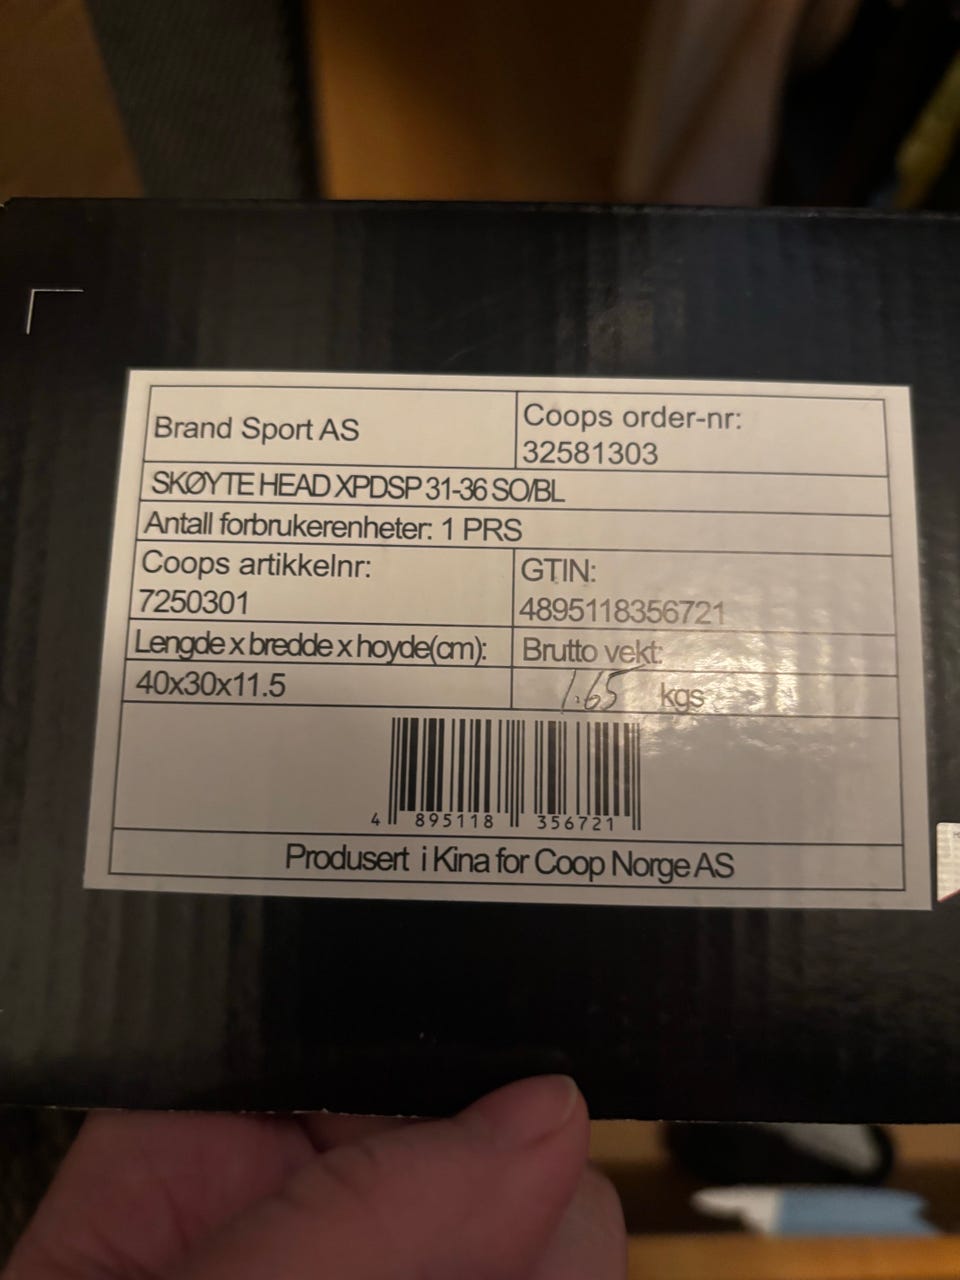 Brand Sport AS
Coops order-nr:
32581303
SKØYTE HEAD XPDSP 31-36 SO/BL
Antall forbrukerenheter: 1 PRS
Coops artikkelnr:
7250301
GTIN:
4895118356721
Lengde x bredde x hoyde(cm):
40x30x11.5
Brutto vekt:
1.65 kgs
4 895118 356721
Produsert i Kina for Coop Norge AS